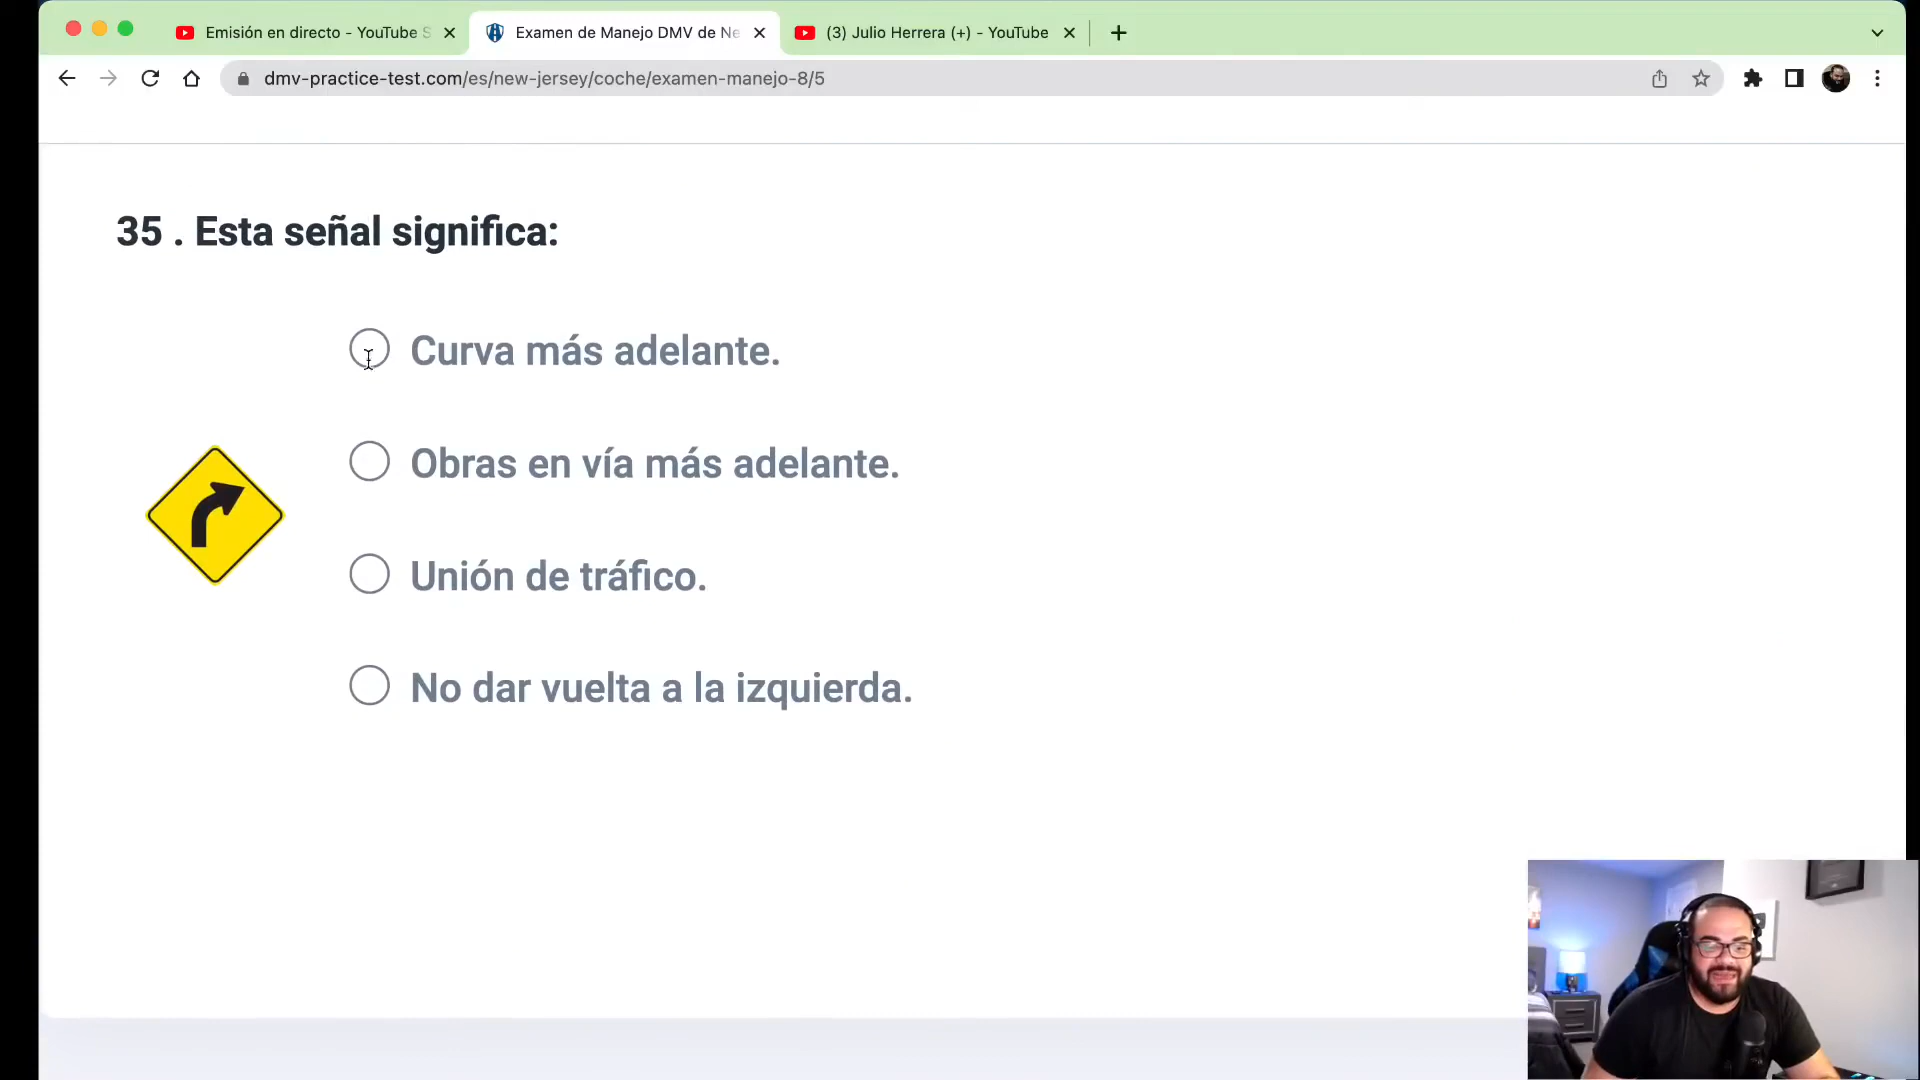 Emisión en directo - YouTube S
Examen de Manejo DMV de Ne
(3) Julio Herrera (+) - YouTube
dmv-practice-test.com/es/new-jersey/coche/examen-manejo-8/5
35 . Esta señal significa:
Curva más adelante.
Obras en vía más adelante.
Unión de tráfico.
No dar vuelta a la izquierda.